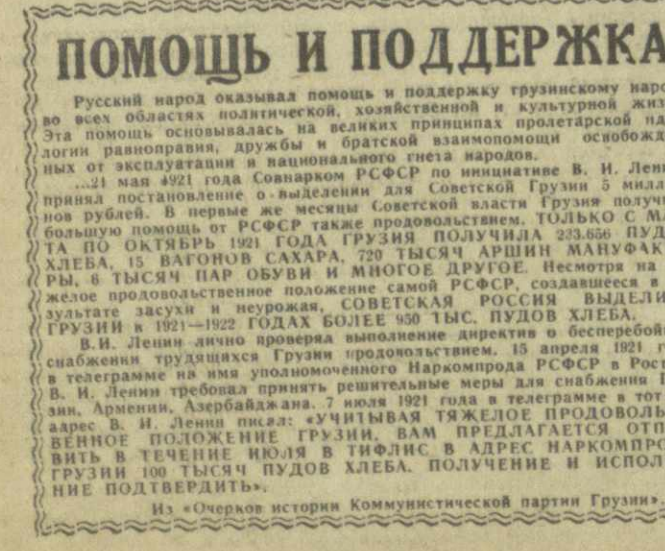 ПОМОЩЬ И ПОДДЕРЖКА
Русский народ оказывал помощь и поддержку грузинскому наро
во всех областях политической, хозяйственной и культурной жиз
Эта помощь основывалась на великих принципах пролетарской ид
логии равноправия, дружбы и братской взаимопомощи освобожд
ных от эксплуатации и национального гнета народов.
...21 мая 1921 года Совнарком РСФСР по инициативе В. И. Лени
принял постановление о выделении для Советской Грузии 5 милл
нов рублей. В первые же месяцы Советской власти Грузия получи
большую помощь от РСФСР также продовольствием. ТОЛЬКО С МА
ТА ПО ОКТЯБРЬ 1921 ГОДА ГРУЗИЯ ПОЛУЧИЛА 233.656 ПУД
ХЛЕБА, 15 ВАГОНОВ САХАРА, 720 ТЫСЯЧ АРШИН МАНУФАК
РЫ, 6 ТЫСЯЧ ПАР ОБУВИ И МНОГОЕ ДРУГОЕ. Несмотря на
желое продовольственное положение самой РСФСР, создавшееся в
зультате засухи и неурожая, СОВЕТСКАЯ РОССИЯ ВЫДЕЛИ
ГРУЗИИ в 1921—1922 ГОДАХ БОЛЕЕ 950 ТЫС. ПУДОВ ХЛЕБА.
В.И. Ленин лично проверял выполнение директив о бесперебой
снабжении трудящихся Грузии продовольствием. 15 апреля 1921 г
в телеграмме на имя уполномоченного Наркомпрода РСФСР в Рост
В. И. Ленин требовал принять решительные меры для снабжения Г
зии, Армении, Азербайджана. 7 июля 1921 года в телеграмме в тот
адрес В. И. Ленин писал: «УЧИТЫВАЯ ТЯЖЕЛОЕ ПРОДОВОЛЬ
ВЕННОЕ ПОЛОЖЕНИЕ ГРУЗИИ, ВАМ ПРЕДЛАГАЕТСЯ ОТП
ВИТЬ В ТЕЧЕНИЕ ИЮЛЯ В ТИФЛИС В АДРЕС НАРКОМПРО
ГРУЗИИ 100 ТЫСЯЧ ПУДОВ ХЛЕБА. ПОЛУЧЕНИЕ И ИСПОЛ
НИЕ ПОДТВЕРДИТЬ».
Из «Очерков истории Коммунистической партии Грузии».